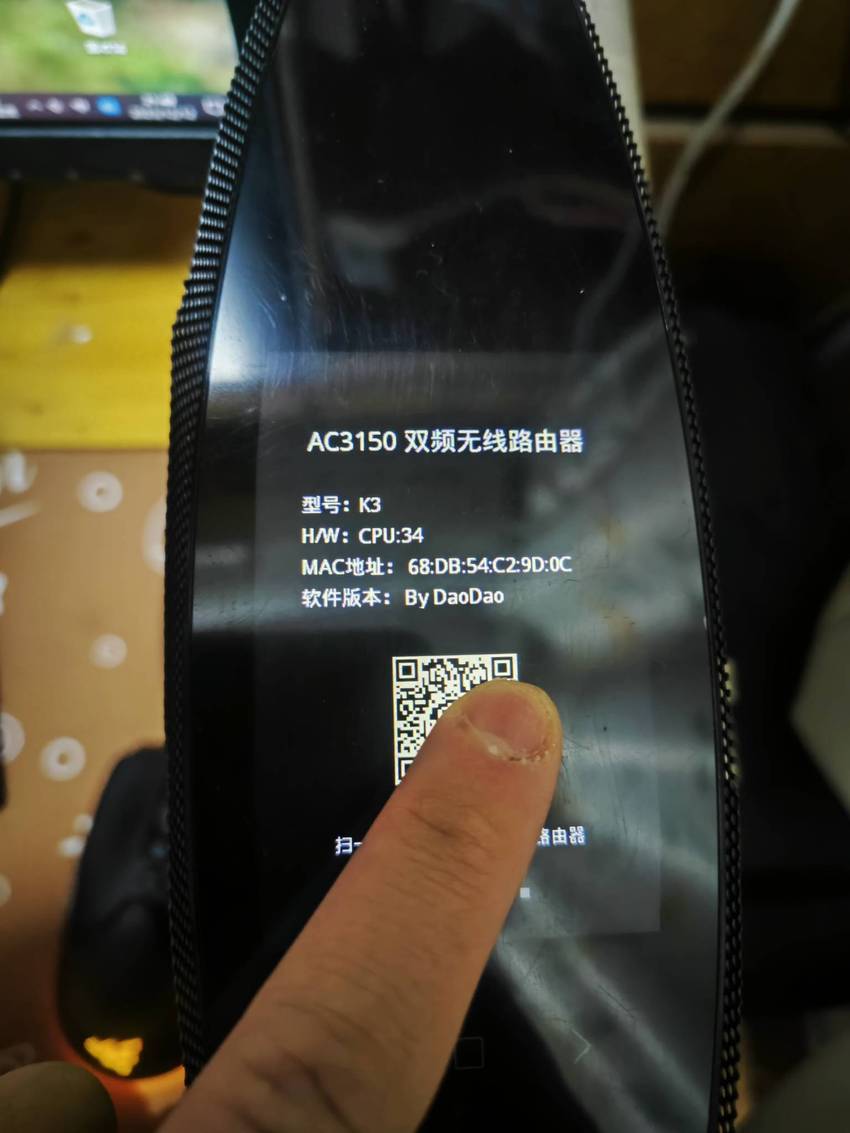 AC3150 双频无线路由器
型号：K3
H/W：CPU:34
MAC地址：68:DB:54:C2:9D:0C
软件版本：By DaoDao
扫一
路由器